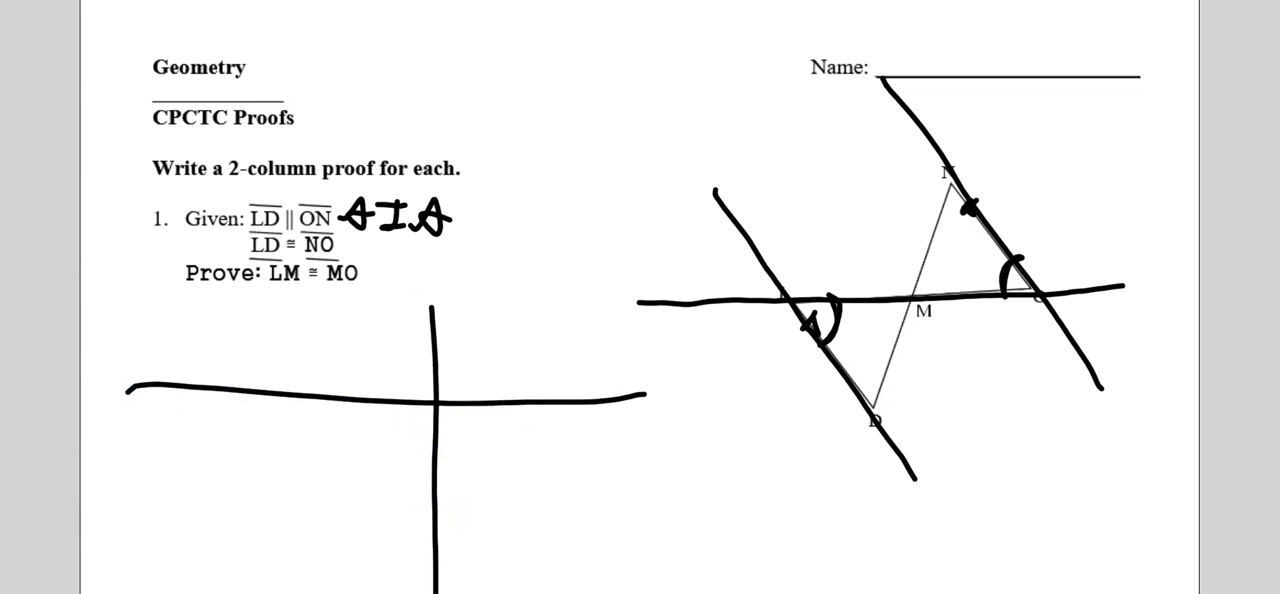 Geometry
Name:
CPCTC Proofs
Write a 2-column proof for each.
1. Given: LD || ON AIA
LD ≅ NO
Prove: LM ≅ MO
N
M
D